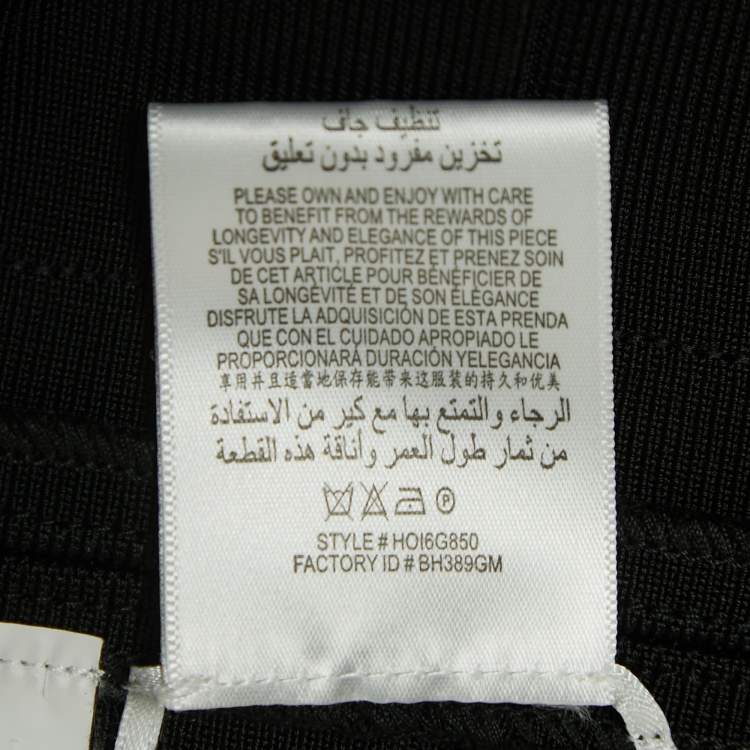 تنظيف جاف
تخزين مفرود بدون تعليق
PLEASE OWN AND ENJOY WITH CARE
TO BENEFIT FROM THE REWARDS OF
LONGEVITY AND ELEGANCE OF THIS PIECE
S'IL VOUS PLAIT, PROFITEZ ET PRENEZ SOIN
DE CET ARTICLE POUR BÉNÉFICIER DE
SA LONGÉVITÉ ET DE SON ÉLÉGANCE
DISFRUTE LA ADQUISICIÓN DE ESTA PRENDA
QUE CON EL CUIDADO APROPIADO LE
PROPORCIONARÁ DURACIÓN YELEGANCIA
享用并且适當地保存能带来这服装的持久和优美
الرجاء والتمتع بها مع كير من الاستفادة
من ثمار طول العمر وأناقة هذه القطعة
P
STYLE # HOI6G850
FACTORY ID # BH389GM